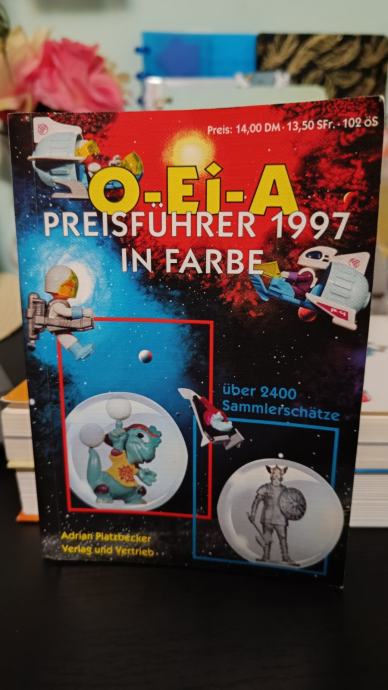 Preis: 14,00 DM · 13,50 SFr. · 102 öS
O-Ei-A
PREISFÜHRER 1997
IN FARBE
über 2400
Sammlerschätze
Adrian Platzbecker
Verlag und Vertrieb